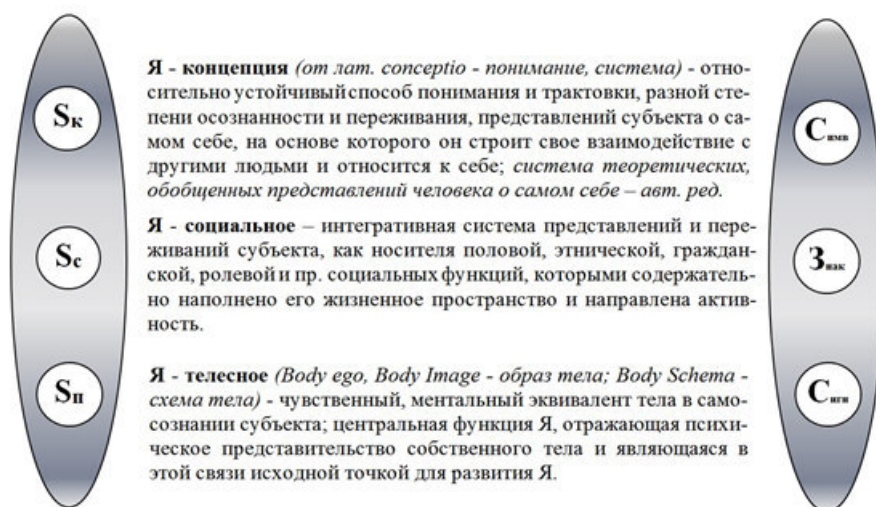 Я - концепция (от лат. conceptio - понимание, система) - отно-
сительно устойчивый способ понимания и трактовки, разной сте-
пени осознанности и переживания, представлений субъекта о са-
мом себе, на основе которого он строит свое взаимодействие с
другими людьми и относится к себе; система теоретических,
обобщенных представлений человека о самом себе – авт. ред.
Я - социальное – интегративная система представлений и пере-
живаний субъекта, как носителя половой, этнической, граждан-
ской, ролевой и пр. социальных функций, которыми содержатель-
но наполнено его жизненное пространство и направлена актив-
ность.
Я - телесное (Body ego, Body Image - образ тела; Body Schema -
схема тела) - чувственный, ментальный эквивалент тела в само-
сознании субъекта; центральная функция Я, отражающая психи-
ческое представительство собственного тела и являющаяся в
этой связи исходной точкой для развития Я.
Sк
Sс
Sп
Симв
Знак
Сигн